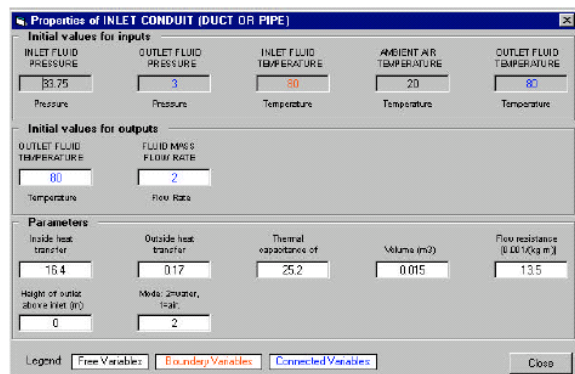 Properties of INLET CONDUIT (DUCT OR PIPE)
Initial values for inputs
INLET FLUID PRESSURE
OUTLET FLUID PRESSURE
INLET FLUID TEMPERATURE
AMBIENT AIR TEMPERATURE
OUTLET FLUID TEMPERATURE
33.75
3
80
20
80
Pressure
Pressure
Temperature
Temperature
Temperature
Initial values for outputs
OUTLET FLUID TEMPERATURE
FLUID MASS FLOW RATE
80
2
Temperature
Flow Rate
Parameters
Inside heat transfer
Outside heat transfer
Thermal capacitance of
Volume (m3)
Flow resistance [0.001/(kg m)]
16.4
0.17
25.2
0.015
13.5
Height of outlet above inlet (m)
Mode: 2=water, 1=air,
0
2
Legend
Free Variables
Boundary Variables
Connected Variables
Close